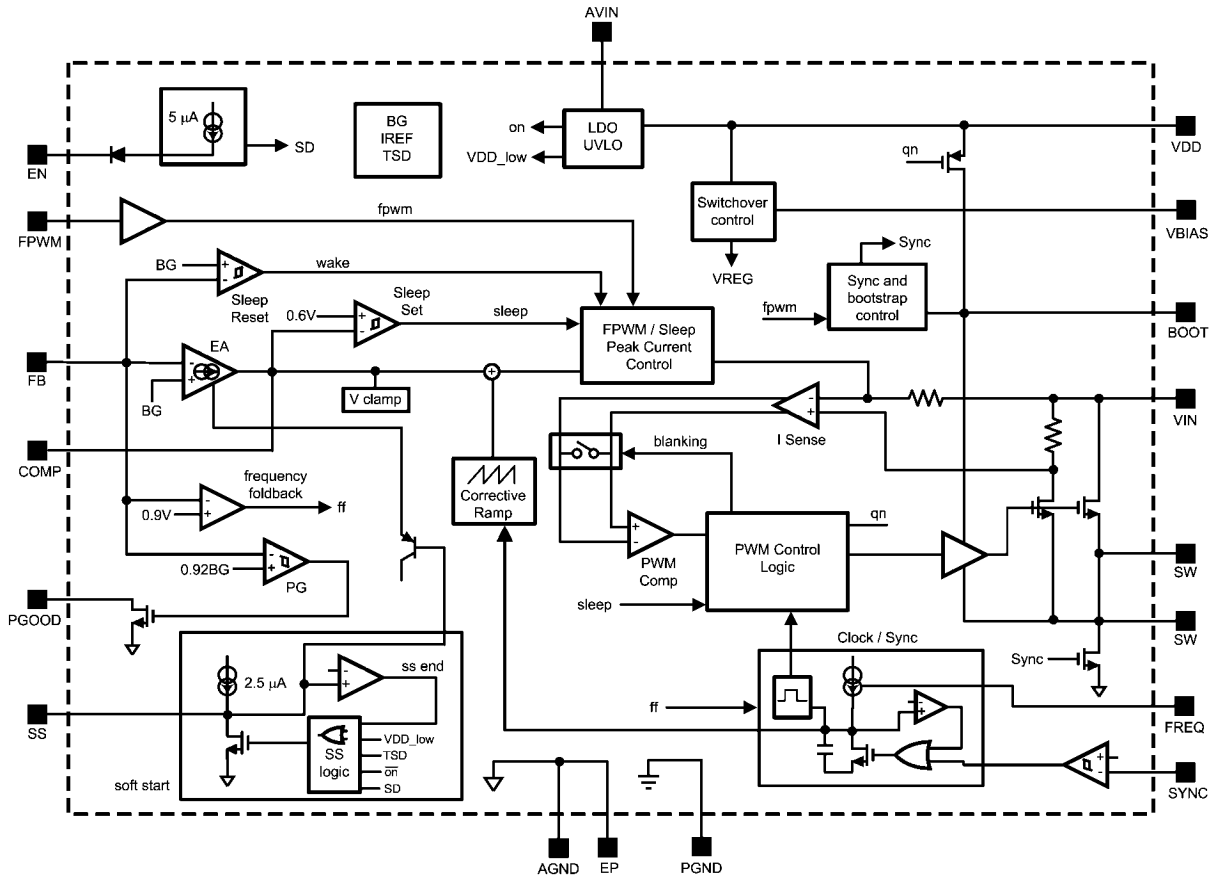 AVIN
5 μA
SD
EN
BG
IREF
TSD
on
VDD_low
LDO
UVLO
qn
VDD
FPWM
fpwm
Switchover
control
VBIAS
VREG
BG
+
-
wake
Sleep
Reset
0.6V
+
-
Sleep
Set
sleep
FPWM / Sleep
Peak Current
Control
Sync
Sync and
bootstrap
control
fpwm
BOOT
FB
EA
-
+
BG
V clamp
+
-
+
I Sense
VIN
COMP
blanking
frequency
foldback
-
+
0.9V
ff
Corrective
Ramp
+
-
PWM
Comp
PWM Control
Logic
qn
sleep
SW
-
+
0.92BG
PG
PGOOD
SW
Sync
Clock / Sync
2.5 μA
-
+
ss end
SS
SS
logic
VDD_low
TSD
on
SD
soft start
ff
-
+
FREQ
+
-
SYNC
AGND
EP
PGND